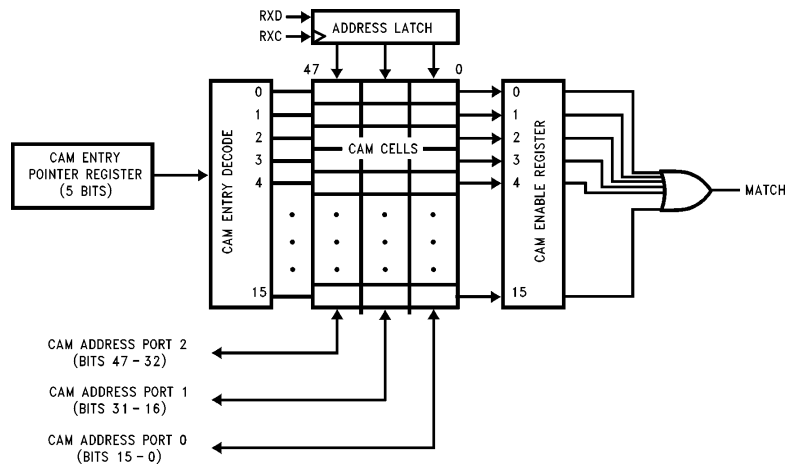 RXD
RXC
ADDRESS LATCH
47
0
CAM ENTRY
POINTER REGISTER
(5 BITS)
CAM ENTRY DECODE
0
1
2
3
4
15
CAM CELLS
CAM ENABLE REGISTER
0
1
2
3
4
15
MATCH
CAM ADDRESS PORT 2
(BITS 47 – 32)
CAM ADDRESS PORT 1
(BITS 31 – 16)
CAM ADDRESS PORT 0
(BITS 15 – 0)